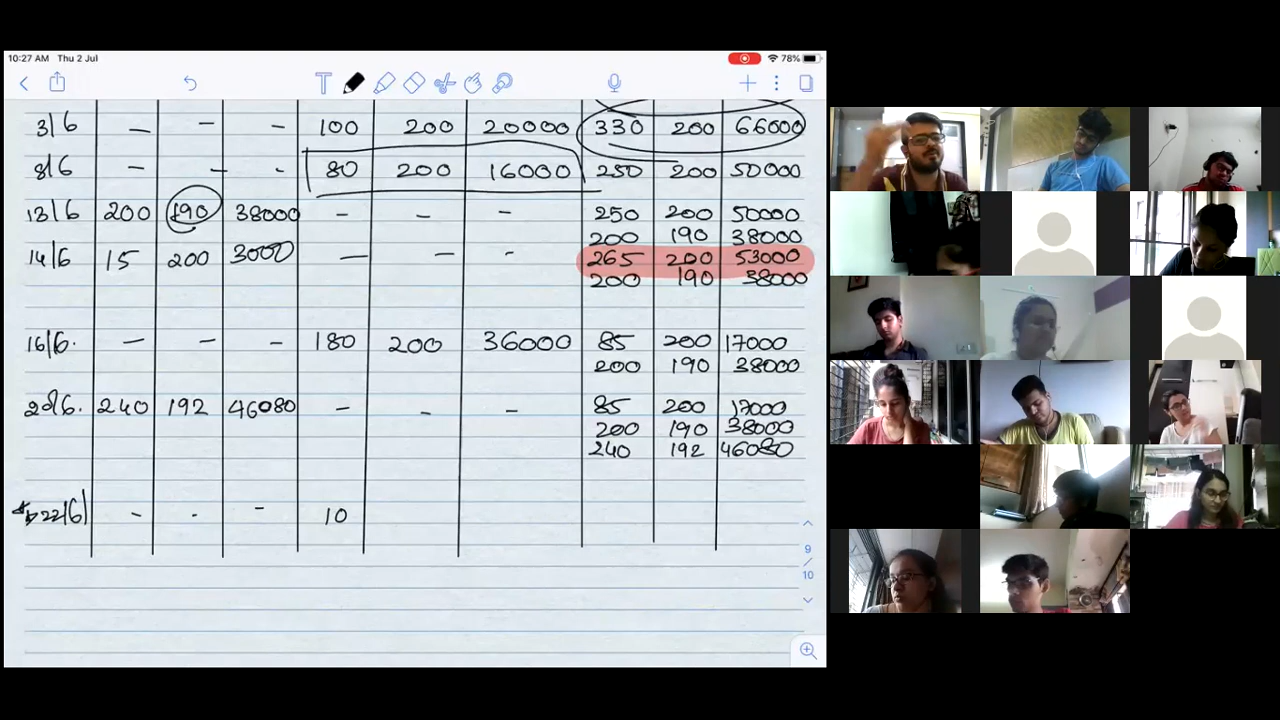 10:27 AM Thu 2 Jul 78%
T
3/6 — — - 100 200 20000 330 200 66000
8/6 — — - 80 200 16000 250 200 50000
13/6 200 190 38000 - - - 250 200 50000
200 190 38000
14/6 15 200 3000 — - - 265 200 53000
200 190 38000
16/6. — — - 180 200 36000 85 200 17000
200 190 38000
20/6. 240 192 46080 - - - 85 200 17000
200 190 38000
240 192 46080
22/6 - - - 10
9
/
10